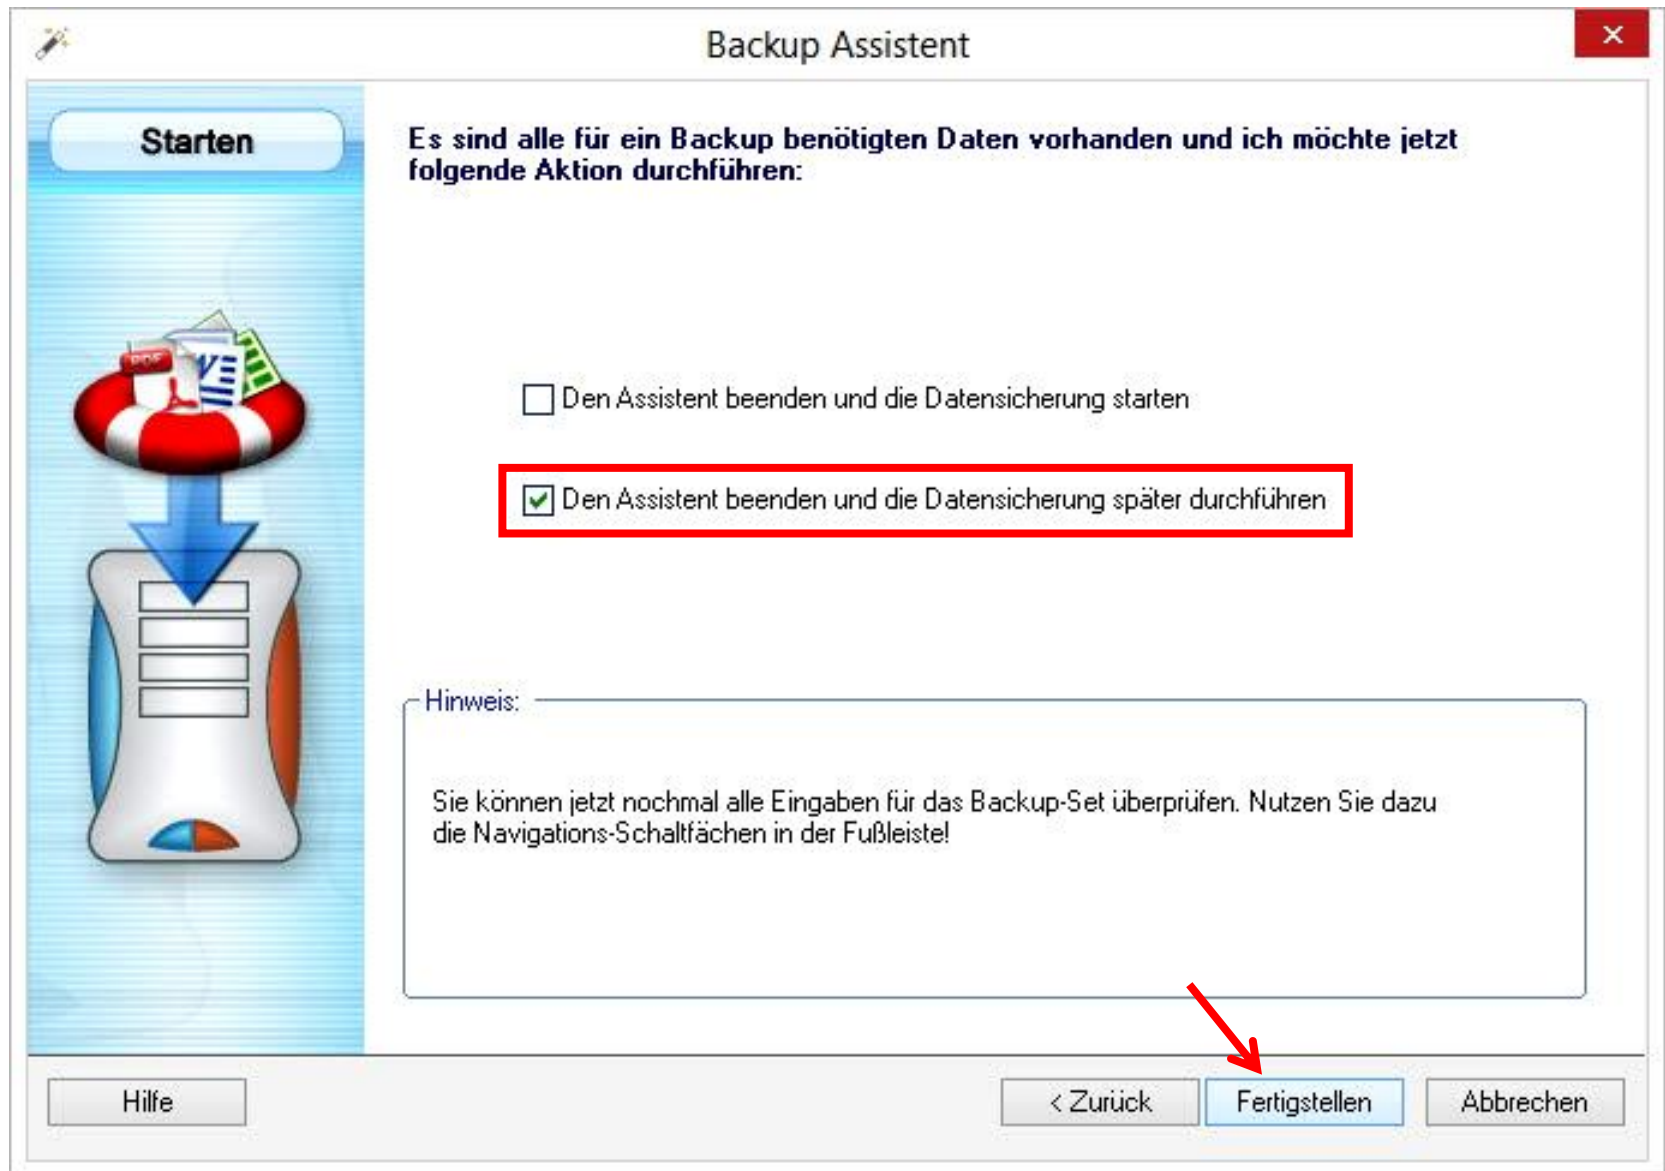 Backup Assistent
Starten
Es sind alle für ein Backup benötigten Daten vorhanden und ich möchte jetzt
folgende Aktion durchführen:
PDF
W
Den Assistent beenden und die Datensicherung starten
Den Assistent beenden und die Datensicherung später durchführen
Hinweis:
Sie können jetzt nochmal alle Eingaben für das Backup-Set überprüfen. Nutzen Sie dazu
die Navigations-Schaltfächen in der Fußleiste!
Hilfe
< Zurück
Fertigstellen
Abbrechen